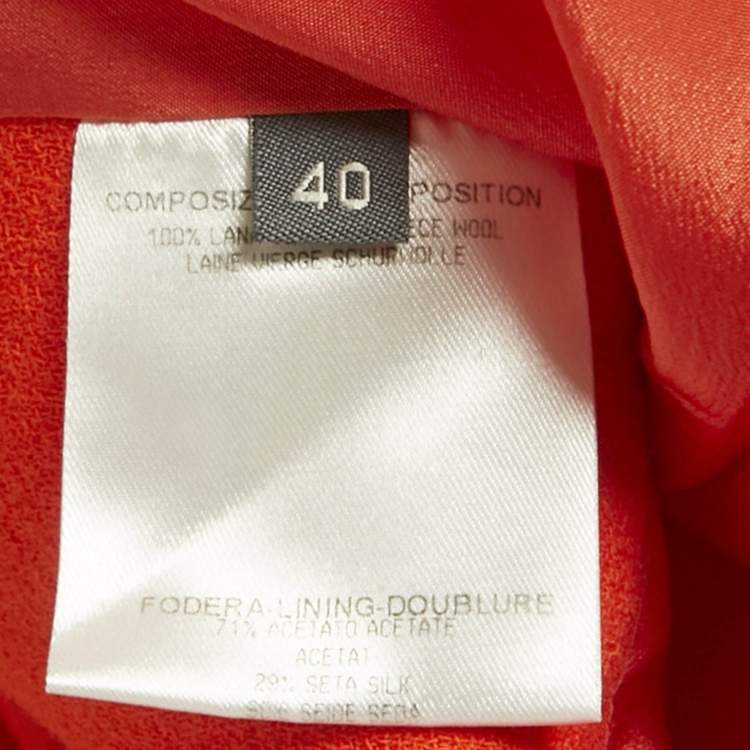 40
COMPOSIZ POSITION
100% LAN ECE WOOL
LAINE VIERGE SCHURWOLLE
FODERA-LINING-DOUBLURE
71% ACETATO ACETATE
ACETAT
29% SETA SILK
SEIDE SEDA